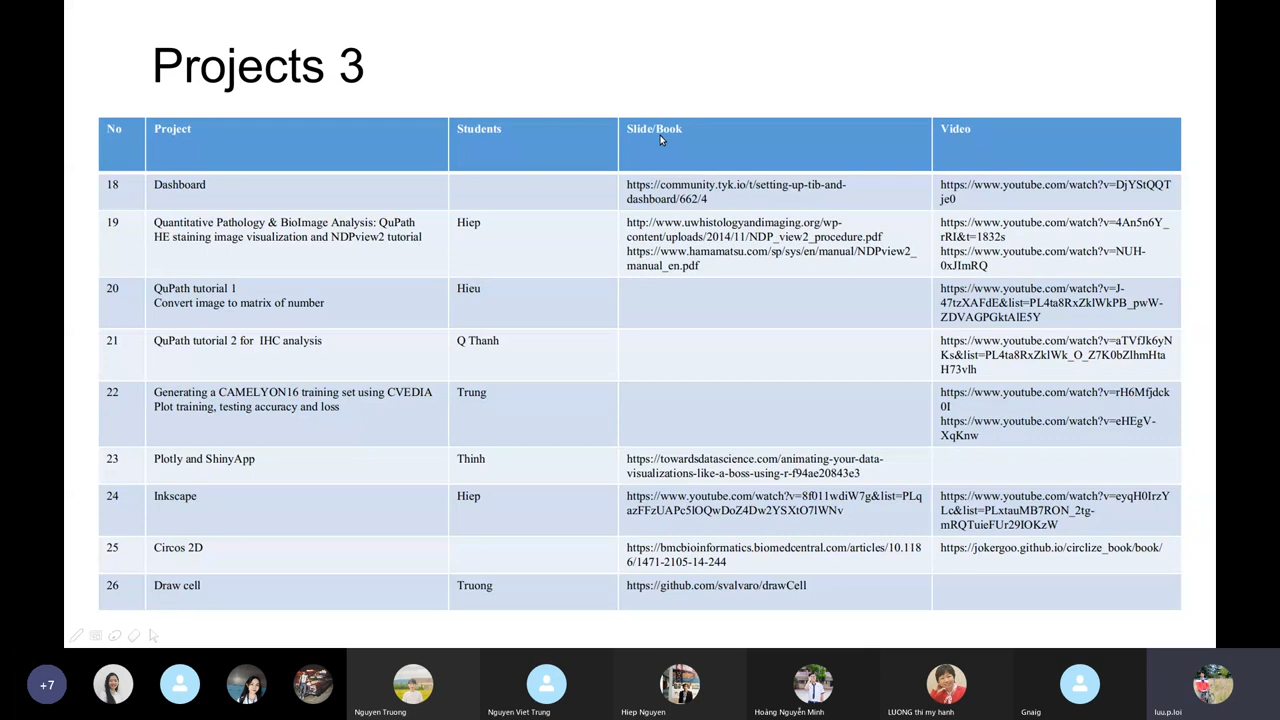 Projects 3
No Project Students Slide/Book Video
18 Dashboard https://community.tyk.io/t/setting-up-tib-and- https://www.youtube.com/watch?v=DjYStQQT
dashboard/662/4 je0
19 Quantitative Pathology & BioImage Analysis: QuPath Hiep http://www.uwhistologyandimaging.org/wp- https://www.youtube.com/watch?v=4An5n6Y_
HE staining image visualization and NDPview2 tutorial content/uploads/2014/11/NDP_view2_procedure.pdf rRI&t=1832s
https://www.hamamatsu.com/sp/sys/en/manual/NDPview2_ https://www.youtube.com/watch?v=NUH-
manual_en.pdf 0xJImRQ
20 QuPath tutorial 1 Hieu https://www.youtube.com/watch?v=J-
Convert image to matrix of number 47tzXAFdE&list=PL4ta8RxZklWkPB_pwW-
ZDVAGPGktAlE5Y
21 QuPath tutorial 2 for IHC analysis Q Thanh https://www.youtube.com/watch?v=aTVfJk6yN
Ks&list=PL4ta8RxZklWk_O_Z7K0bZlhmHta
H73vlh
22 Generating a CAMELYON16 training set using CVEDIA Trung https://www.youtube.com/watch?v=rH6Mfjdck
Plot training, testing accuracy and loss 0I
https://www.youtube.com/watch?v=eHEgV-
XqKnw
23 Plotly and ShinyApp Thinh https://towardsdatascience.com/animating-your-data-
visualizations-like-a-boss-using-r-f94ae20843e3
24 Inkscape Hiep https://www.youtube.com/watch?v=8f011wdiW7g&list=PLq https://www.youtube.com/watch?v=eyqH0IrzY
azFFzUAPc5lOQwDoZ4Dw2YSXtO7lWNv Lc&list=PLxtauMB7RON_2tg-
mRQTuieFUr29IOKzW
25 Circos 2D https://bmcbioinformatics.biomedcentral.com/articles/10.118 https://jokergoo.github.io/circlize_book/book/
6/1471-2105-14-244
26 Draw cell Truong https://github.com/svalvaro/drawCell
+7
Nguyen Truong Nguyen Viet Trung Hiep Nguyen Hoàng Nguyễn Minh LUONG thi my hanh Gnaig luu.p.loi